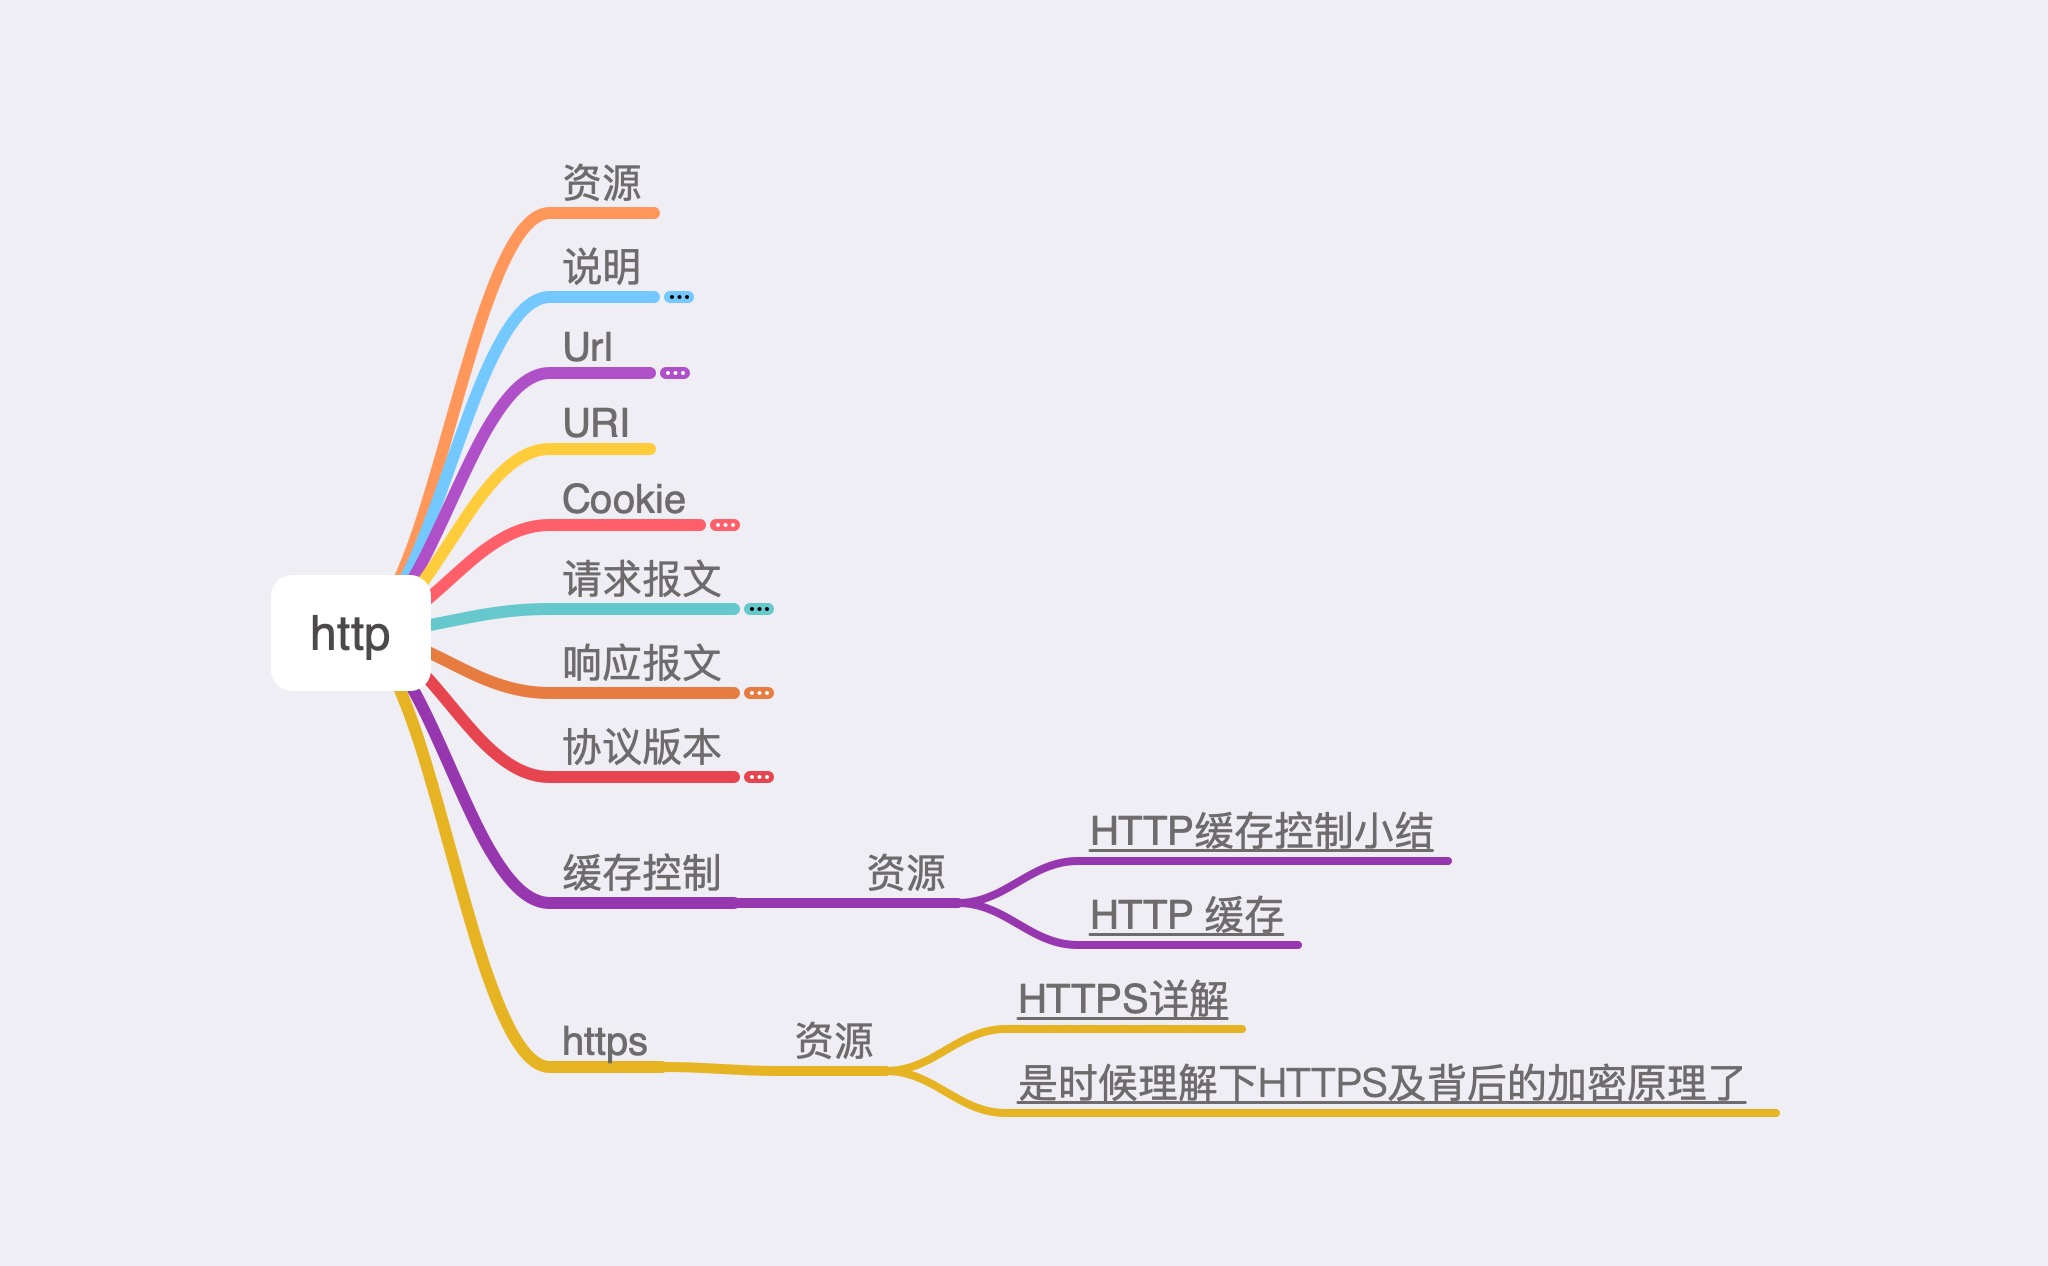 http
资源
说明
Url
URI
Cookie
请求报文
响应报文
协议版本
缓存控制
资源
HTTP缓存控制小结
HTTP 缓存
https
资源
HTTPS详解
是时候理解下HTTPS及背后的加密原理了